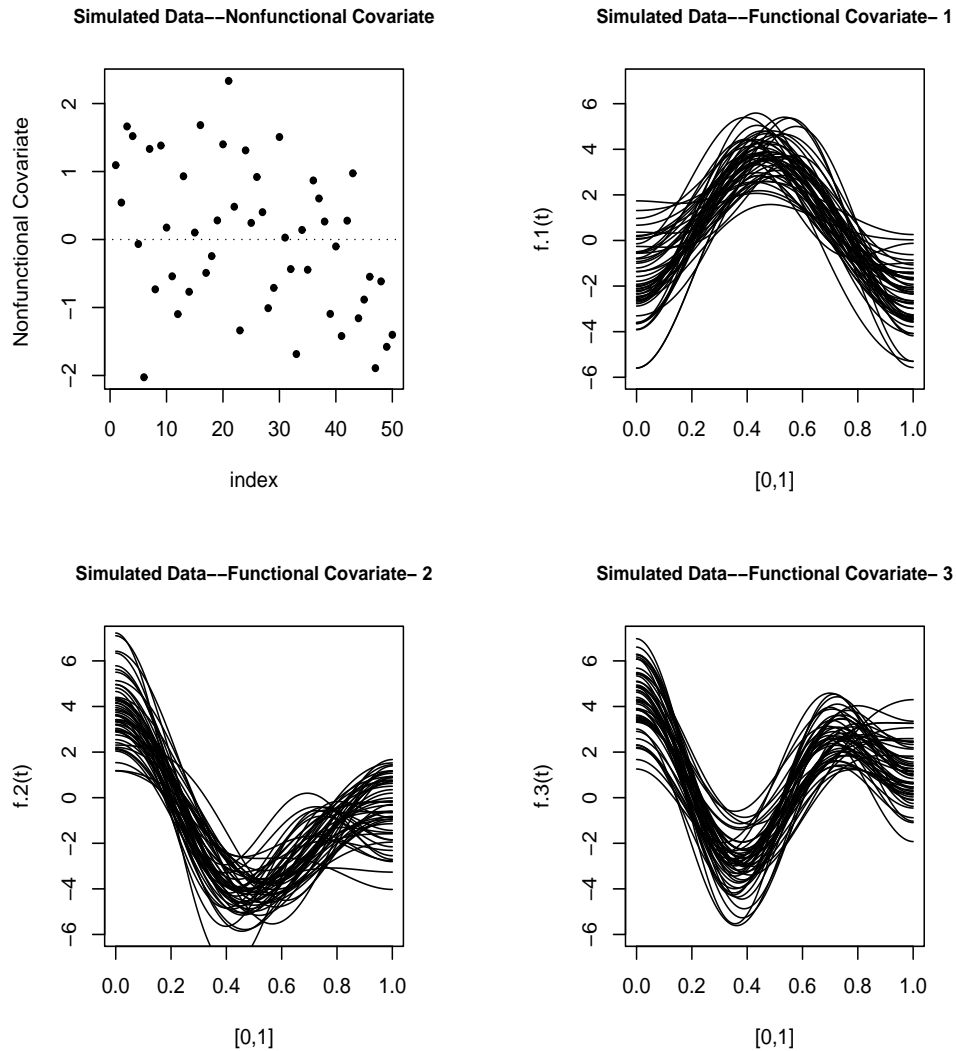 Simulated Data−−Nonfunctional Covariate
Nonfunctional Covariate
2
1
0
−1
−2
0 10 20 30 40 50
index
Simulated Data−−Functional Covariate− 1
f.1(t)
6
4
2
0
−2
−4
−6
0.0 0.2 0.4 0.6 0.8 1.0
[0,1]
Simulated Data−−Functional Covariate− 2
f.2(t)
6
4
2
0
−2
−4
−6
0.0 0.2 0.4 0.6 0.8 1.0
[0,1]
Simulated Data−−Functional Covariate− 3
f.3(t)
6
4
2
0
−2
−4
−6
0.0 0.2 0.4 0.6 0.8 1.0
[0,1]